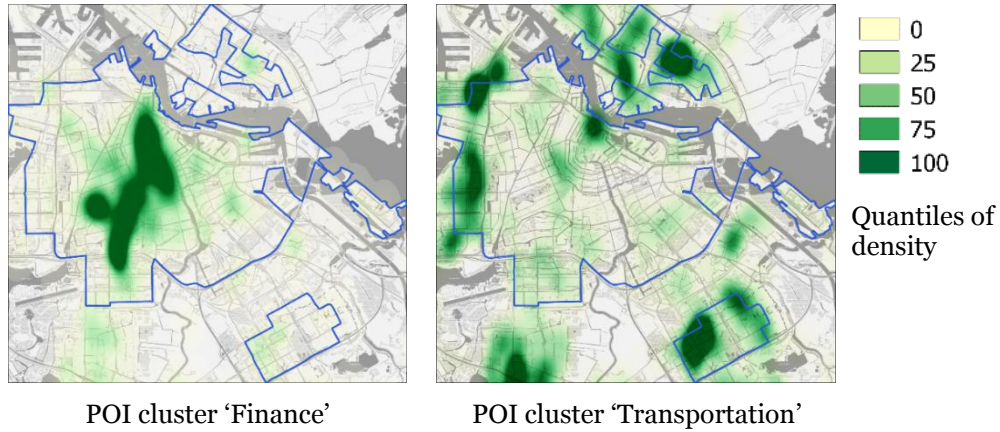 0
25
50
75
100
Quantiles of
density
POI cluster ‘Finance’
POI cluster ‘Transportation’